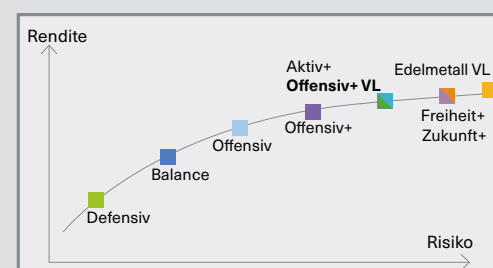 Rendite
Aktiv+
Offensiv+ VL
Edelmetall VL
Offensiv+
Freiheit+
Zukunft+
Offensiv
Balance
Defensiv
Risiko